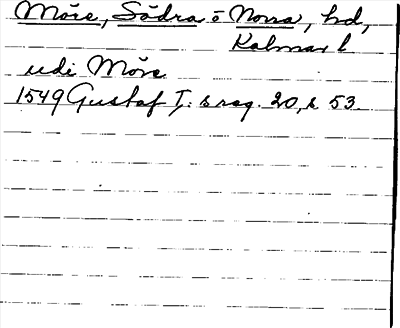 Möre, Södra o Norra, hd,
Kalmar l
udi Möre
1549 Gustaf I: s reg. 20, s 53.